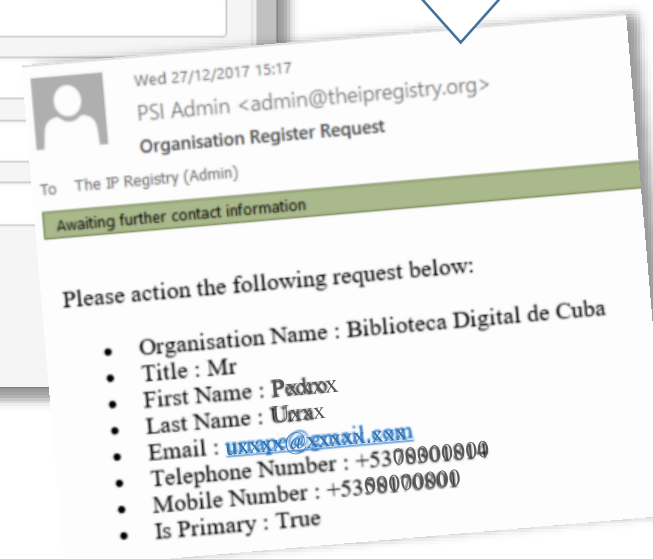 Wed 27/12/2017 15:17
PSI Admin <admin@theipregistry.org>
Organisation Register Request
To The IP Registry (Admin)
Awaiting further contact information
Please action the following request below:
• Organisation Name : Biblioteca Digital de Cuba
• Title : Mr
• First Name :
• Last Name :
• Email :
• Telephone Number :
• Mobile Number :
• Is Primary : True